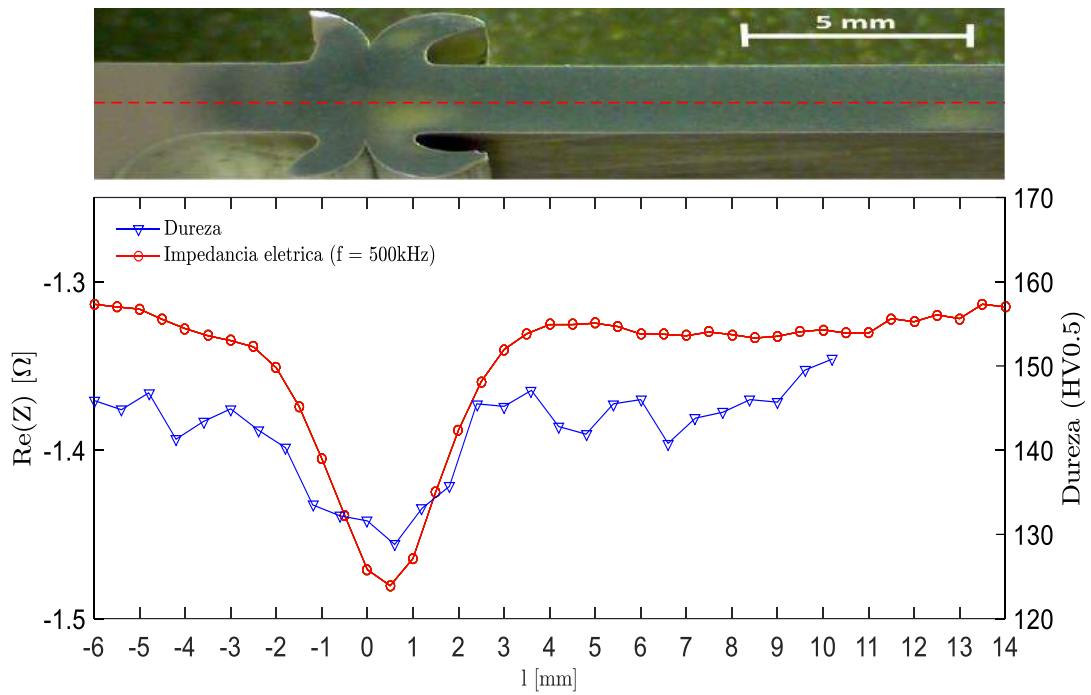 5 mm
Dureza
Impedancia eletrica (f = 500kHz)
Re(Z) [Ω]
-1.3
-1.4
-1.5
Dureza (HV0.5)
170
160
150
140
130
120
-6 -5 -4 -3 -2 -1 0 1 2 3 4 5 6 7 8 9 10 11 12 13 14
l [mm]